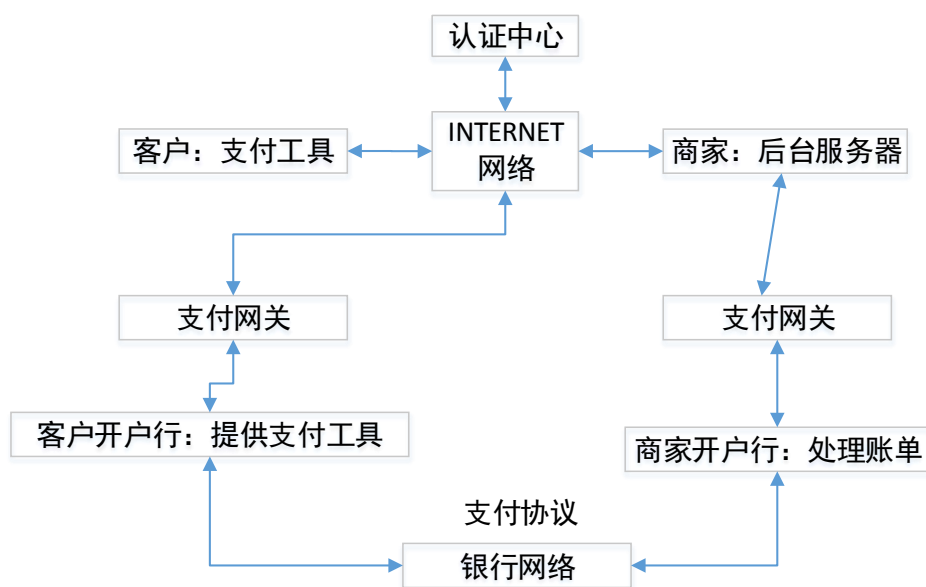 认证中心
客户：支付工具
INTERNET
网络
商家：后台服务器
支付网关
支付网关
客户开户行：提供支付工具
商家开户行：处理账单
支付协议
银行网络